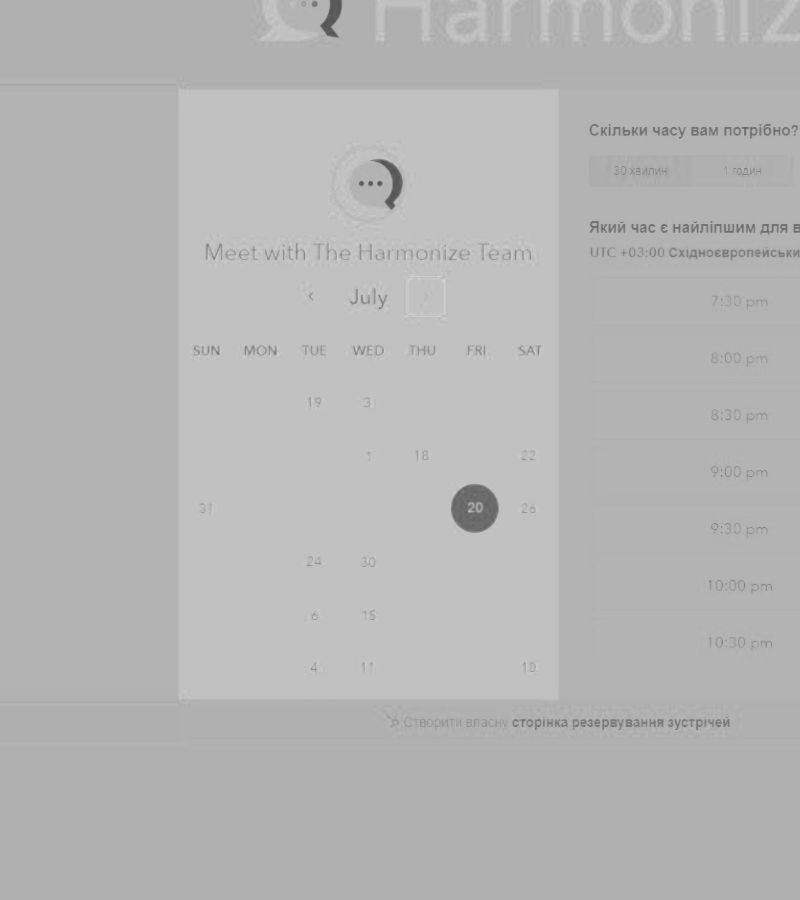 Harmoniz
Meet with The Harmonize Team
‹ July
SUN MON TUE WED THU FRI SAT
19 3
1 18 22
31 20 26
24 30
6 15
4 11 10
Скільки часу вам потрібно?
30 хвилин 1 годин
Який час є найліпшим для в
UTC +03:00 Східноєвропейськи
7:30 pm
8:00 pm
8:30 pm
9:00 pm
9:30 pm
10:00 pm
10:30 pm
Створити власну сторінка резервування зустрічей